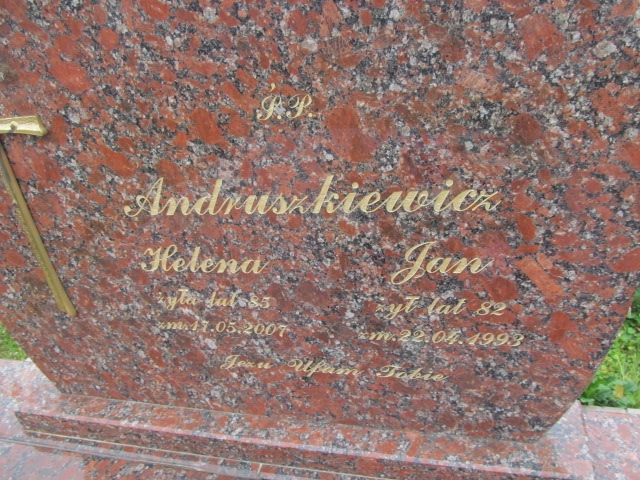 Ś.P.
Andruszkiewicz
Helena Jan
żyła lat 85 żył lat 82
zm. 17.05.2007 zm. 22.04.1993
Jezu Ufam Tobie